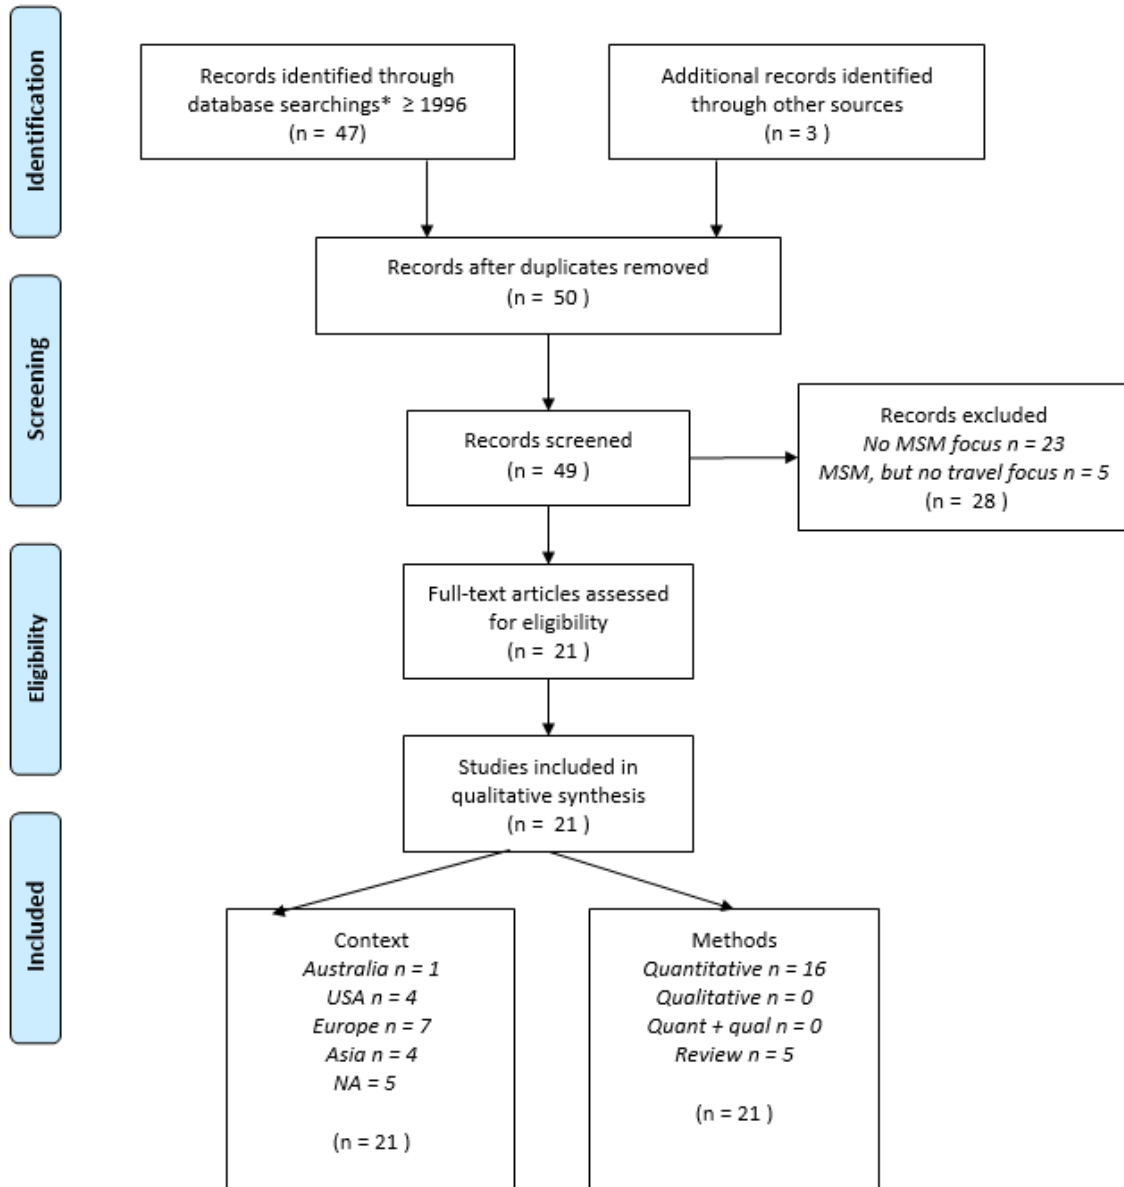 Identification
Records identified through
database searchings*  ≥ 1996
(n =  47)
Additional records identified
through other sources
(n = 3 )
Records after duplicates removed
(n =  50 )
Screening
Records screened
(n =  49 )
Records excluded
No MSM focus n = 23
MSM, but no travel focus n = 5
(n =  28 )
Eligibility
Full-text articles assessed
for eligibility
(n =  21 )
Studies included in
qualitative synthesis
(n =  21 )
Included
Context
Australia n = 1
USA n = 4
Europe n = 7
Asia n = 4
NA = 5
(n = 21 )
Methods
Quantitative n = 16
Qualitative n = 0
Quant + qual n = 0
Review n = 5
(n = 21 )